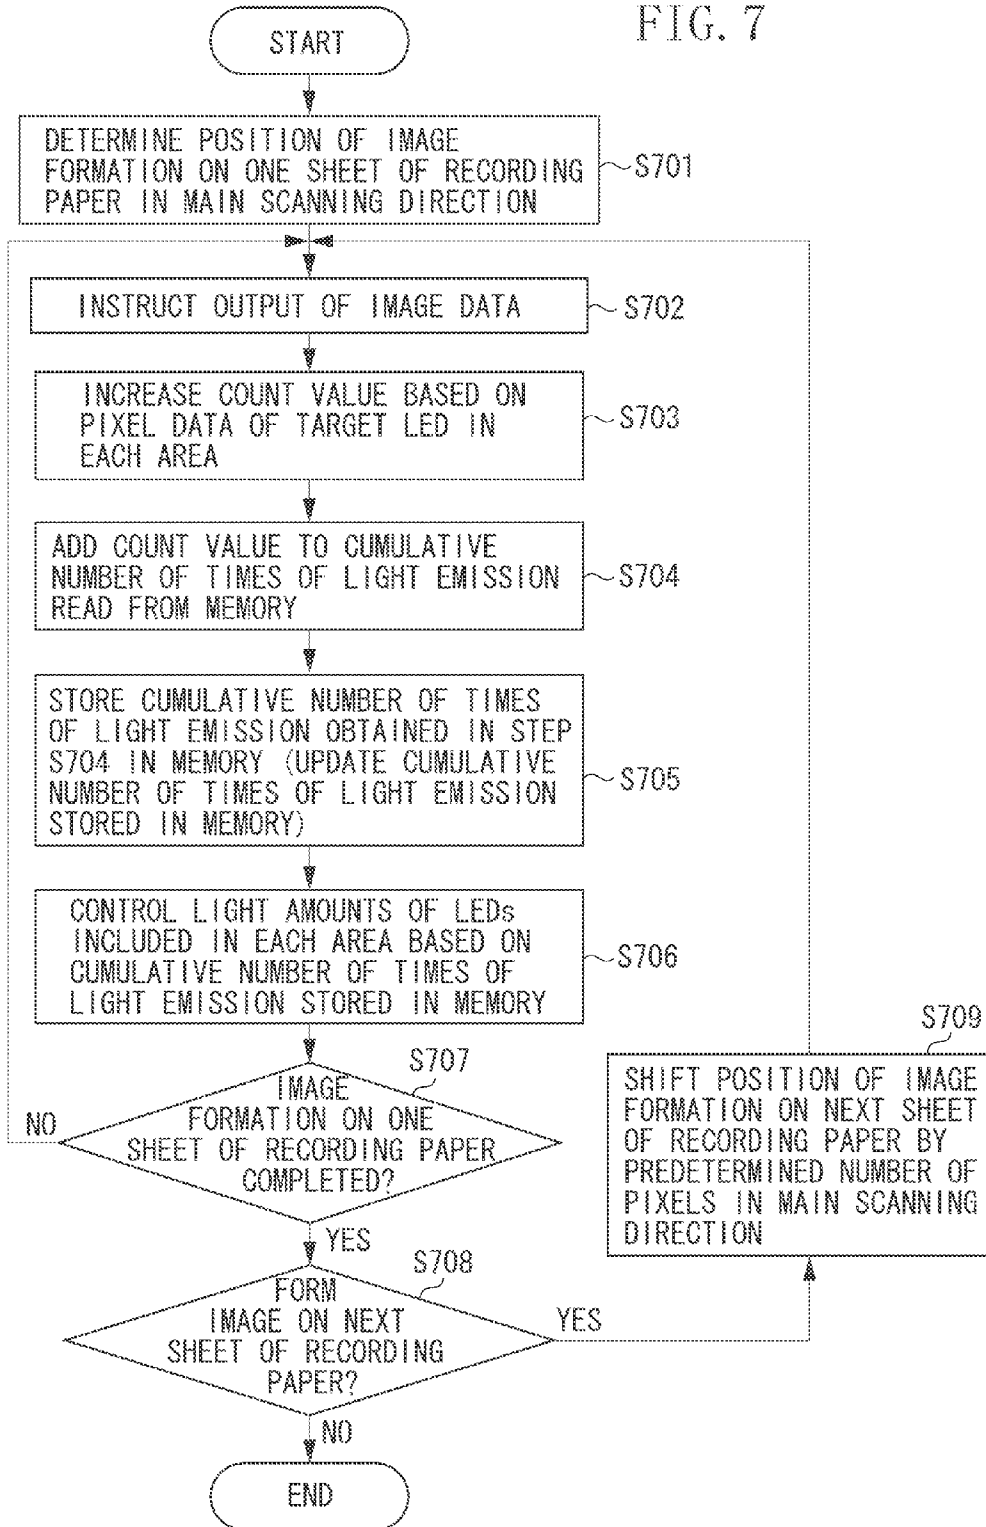 FIG. 7
START
DETERMINE POSITION OF IMAGE
FORMATION ON ONE SHEET OF RECORDING
PAPER IN MAIN SCANNING DIRECTION
S701
INSTRUCT OUTPUT OF IMAGE DATA
S702
INCREASE COUNT VALUE BASED ON
PIXEL DATA OF TARGET LED IN
EACH AREA
S703
ADD COUNT VALUE TO CUMULATIVE
NUMBER OF TIMES OF LIGHT EMISSION
READ FROM MEMORY
S704
STORE CUMULATIVE NUMBER OF TIMES
OF LIGHT EMISSION OBTAINED IN STEP
S704 IN MEMORY (UPDATE CUMULATIVE
NUMBER OF TIMES OF LIGHT EMISSION
STORED IN MEMORY)
S705
CONTROL LIGHT AMOUNTS OF LEDs
INCLUDED IN EACH AREA BASED ON
CUMULATIVE NUMBER OF TIMES OF
LIGHT EMISSION STORED IN MEMORY
S706
S707
IMAGE
FORMATION ON ONE
SHEET OF RECORDING PAPER
COMPLETED?
NO
YES
S708
FORM
IMAGE ON NEXT
SHEET OF RECORDING
PAPER?
YES
NO
S709
SHIFT POSITION OF IMAGE
FORMATION ON NEXT SHEET
OF RECORDING PAPER BY
PREDETERMINED NUMBER OF
PIXELS IN MAIN SCANNING
DIRECTION
END